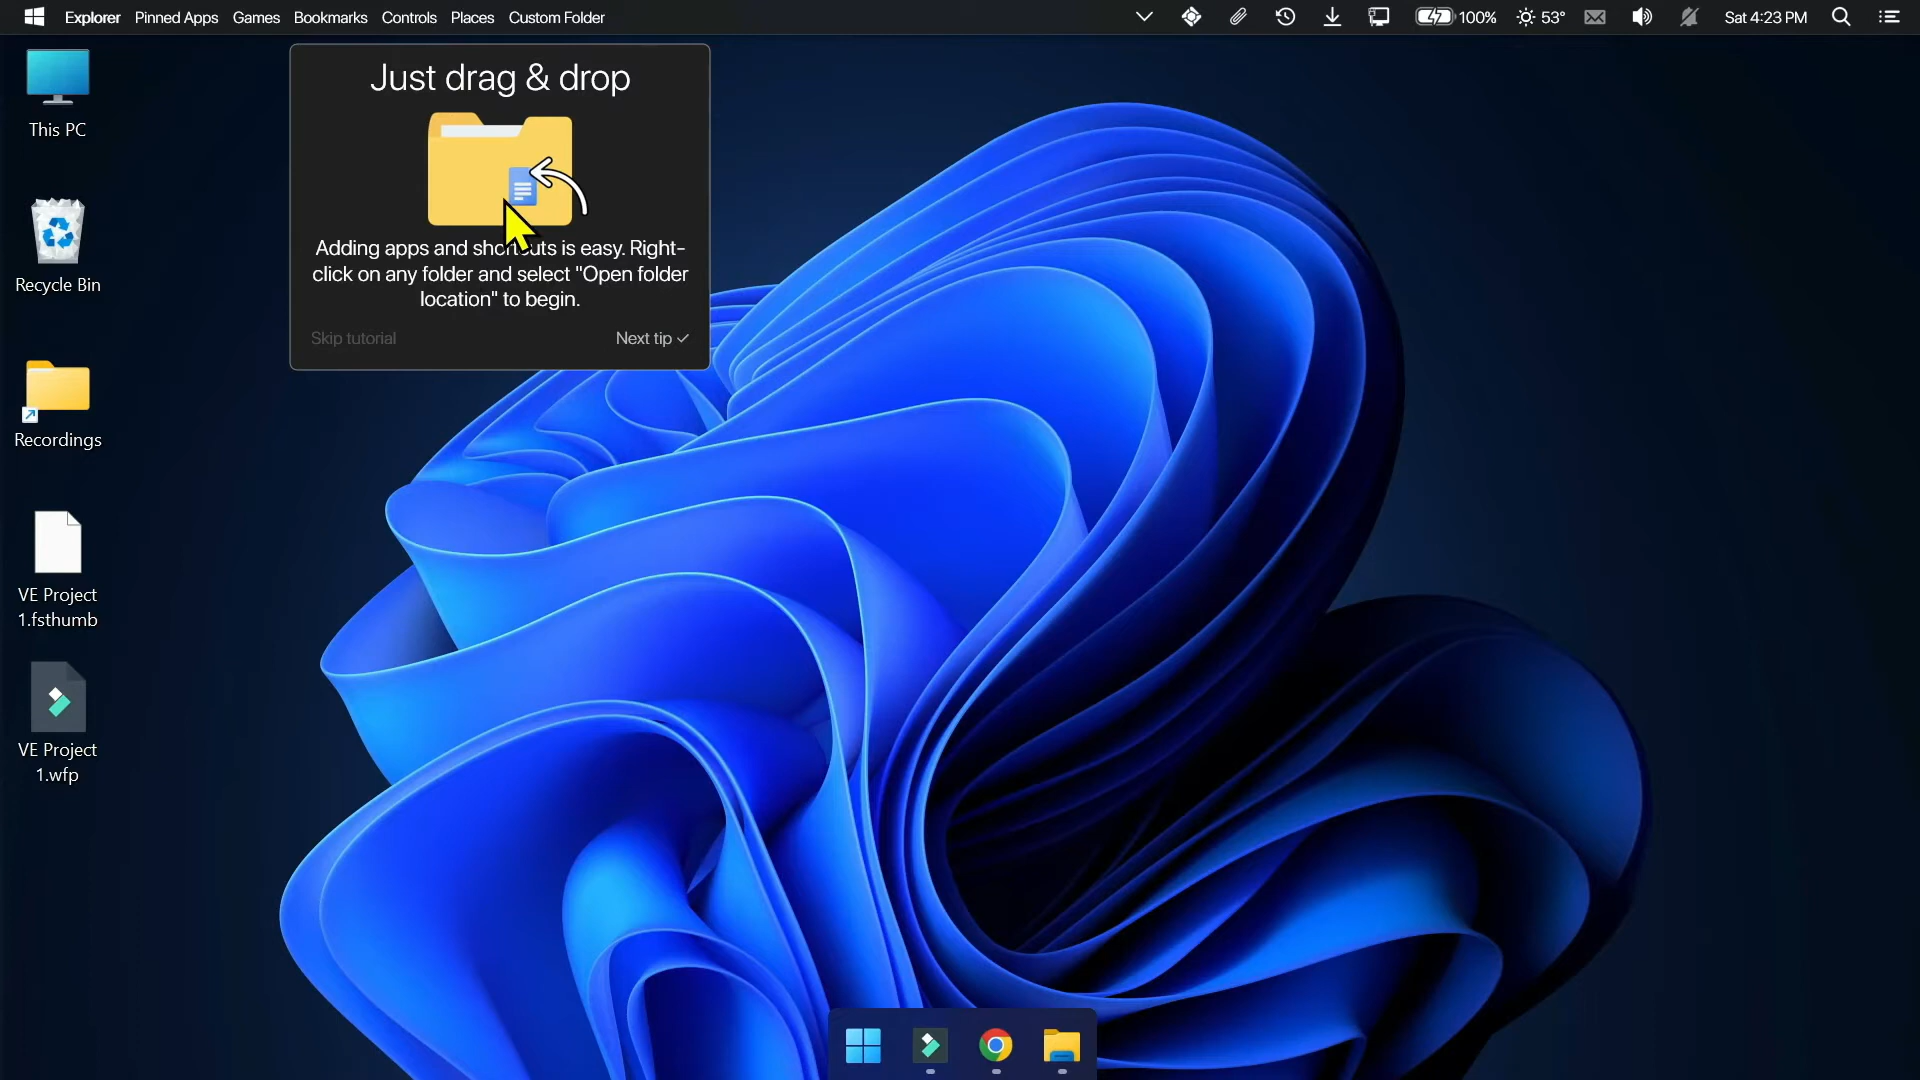 Explorer Pinned Apps Games Bookmarks Controls Places Custom Folder 100% 53° Sat 4:23 PM
Just drag & drop
Adding apps and shortcuts is easy. Right-
click on any folder and select "Open folder
location" to begin.
Skip tutorial Next tip
This PC
Recycle Bin
Recordings
VE Project
1.fsthumb
VE Project
1.wfp